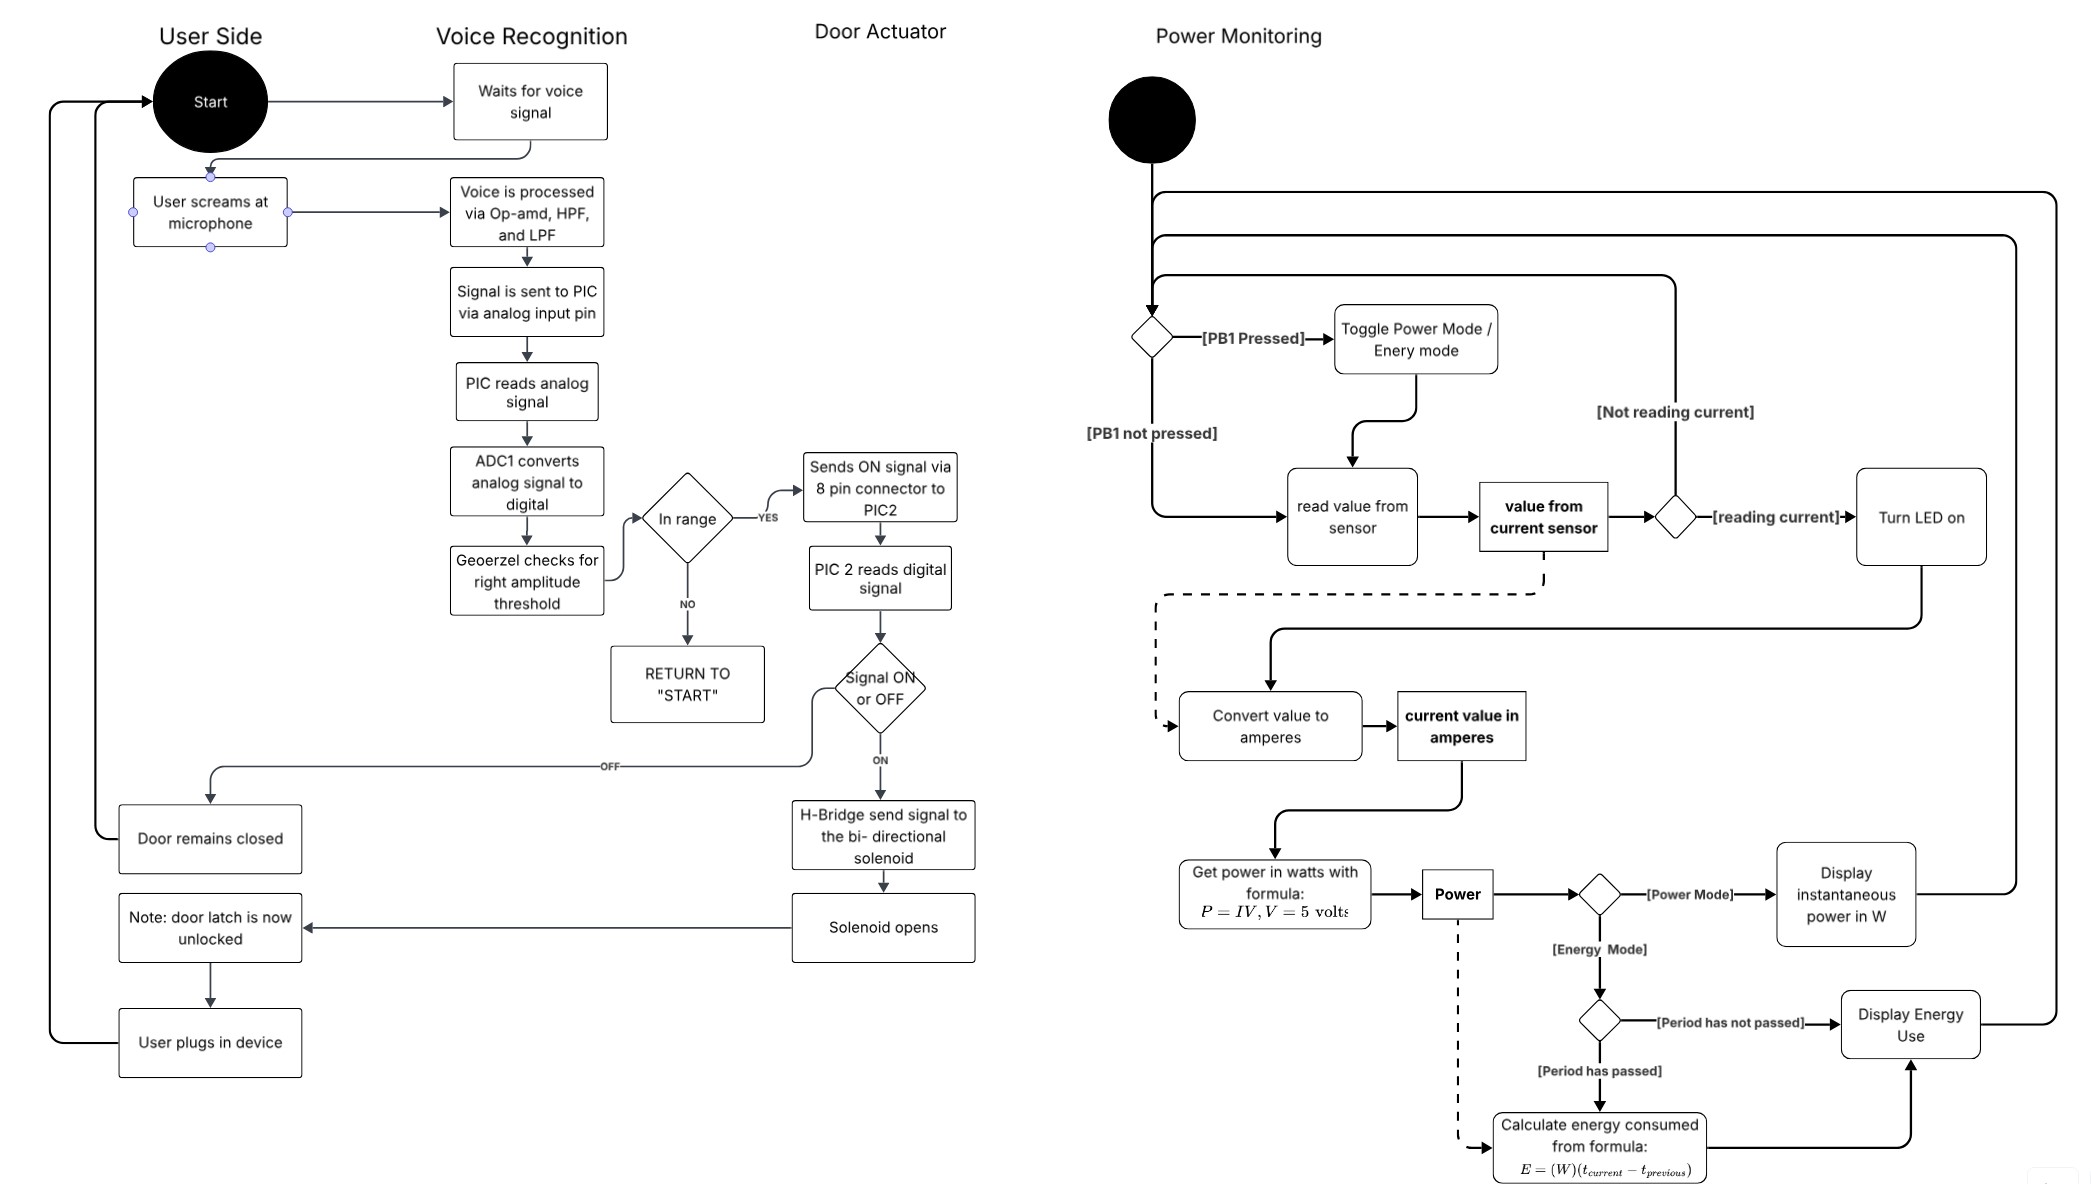 User Side
Voice Recognition
Door Actuator
Power Monitoring
Start
Waits for voice
signal
User screams at
microphone
Voice is processed
via Op-amd, HPF,
and LPF
Signal is sent to PIC
via analog input pin
PIC reads analog
signal
ADC1 converts
analog signal to
digital
Geoerzel checks for
right amplitude
threshold
In range
YES
NO
RETURN TO
"START"
Sends ON signal via
8 pin connector to
PIC2
PIC 2 reads digital
signal
Signal ON
or OFF
OFF
ON
Door remains closed
H-Bridge send signal to
the bi- directional
solenoid
Solenoid opens
Note: door latch is now
unlocked
User plugs in device
[PB1 Pressed]
Toggle Power Mode /
Enery mode
[PB1 not pressed]
[Not reading current]
read value from
sensor
value from
current sensor
[reading current]
Turn LED on
Convert value to
amperes
current value in
amperes
Get power in watts with
formula:
P = IV, V = 5 volts
Power
[Power Mode]
Display
instantaneous
power in W
[Energy Mode]
[Period has not passed]
Display Energy
Use
[Period has passed]
Calculate energy consumed
from formula:
E = (W)(t_current − t_previous)